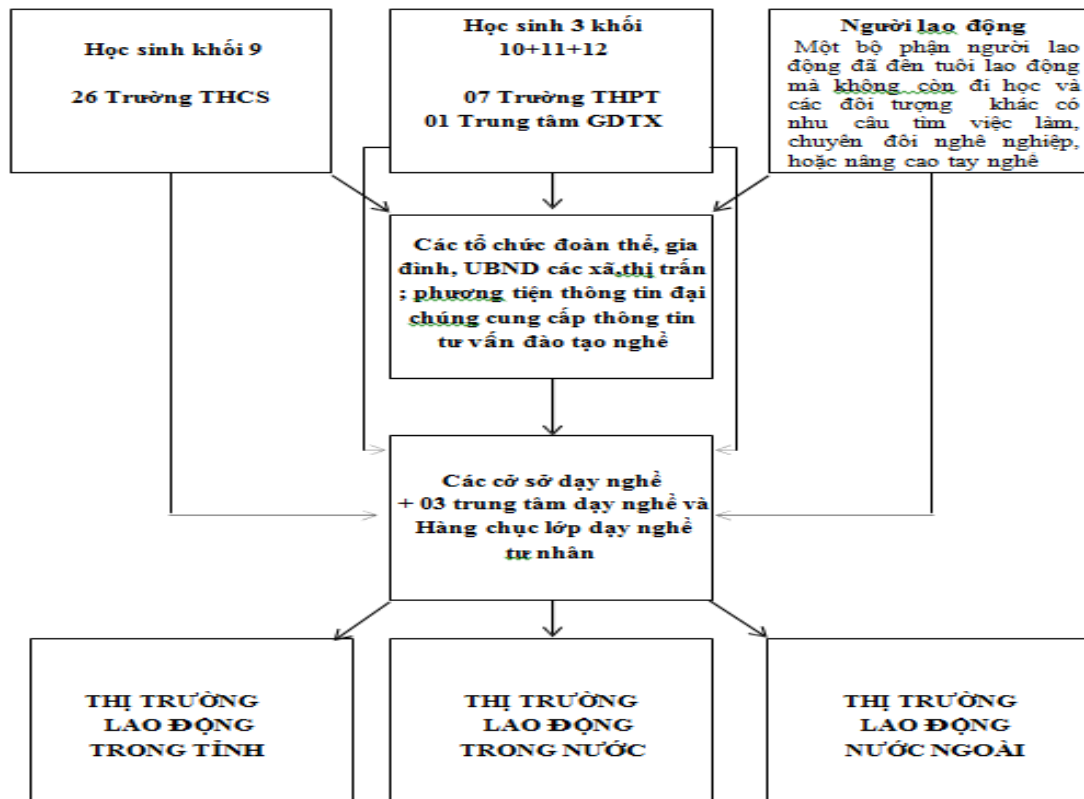 Học sinh khối 9
26 Trường THCS
Học sinh 3 khối
10+11+12
07 Trường THPT
01 Trung tâm GDTX
Người lao động
Một bộ phận người lao
động đã đến tuổi lao động
mà không còn đi học và
các đối tượng khác có
nhu cầu tìm việc làm,
chuyển đổi nghề nghiệp,
hoặc nâng cao tay nghề
Các tổ chức đoàn thể, gia
đình, UBND các xã,thị trấn
; phương tiện thông tin đại
chúng cung cấp thông tin
tư vấn đào tạo nghề
Các cở sở dạy nghề
+ 03 trung tâm dạy nghề và
Hàng chục lớp dạy nghề
tư nhân
THỊ TRƯỜNG
LAO ĐỘNG
TRONG TỈNH
THỊ TRƯỜNG
LAO ĐỘNG
TRONG NƯỚC
THỊ TRƯỜNG
LAO ĐỘNG
NƯỚC NGOÀI